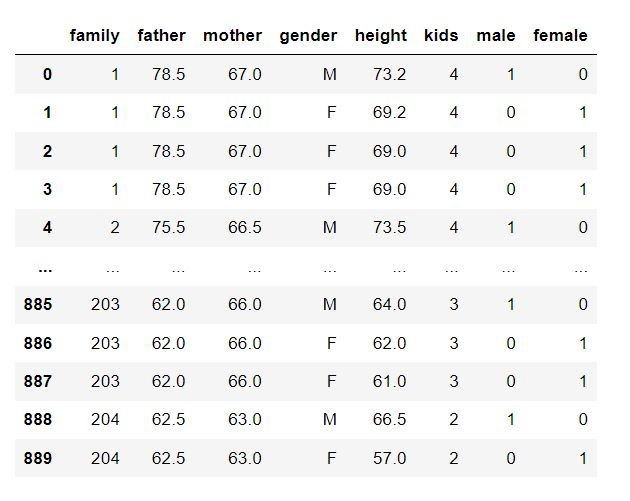 family father mother gender height kids male female
0 1 78.5 67.0 M 73.2 4 1 0
1 1 78.5 67.0 F 69.2 4 0 1
2 1 78.5 67.0 F 69.0 4 0 1
3 1 78.5 67.0 F 69.0 4 0 1
4 2 75.5 66.5 M 73.5 4 1 0
... ... ... ... ... ... ... ... ...
885 203 62.0 66.0 M 64.0 3 1 0
886 203 62.0 66.0 F 62.0 3 0 1
887 203 62.0 66.0 F 61.0 3 0 1
888 204 62.5 63.0 M 66.5 2 1 0
889 204 62.5 63.0 F 57.0 2 0 1